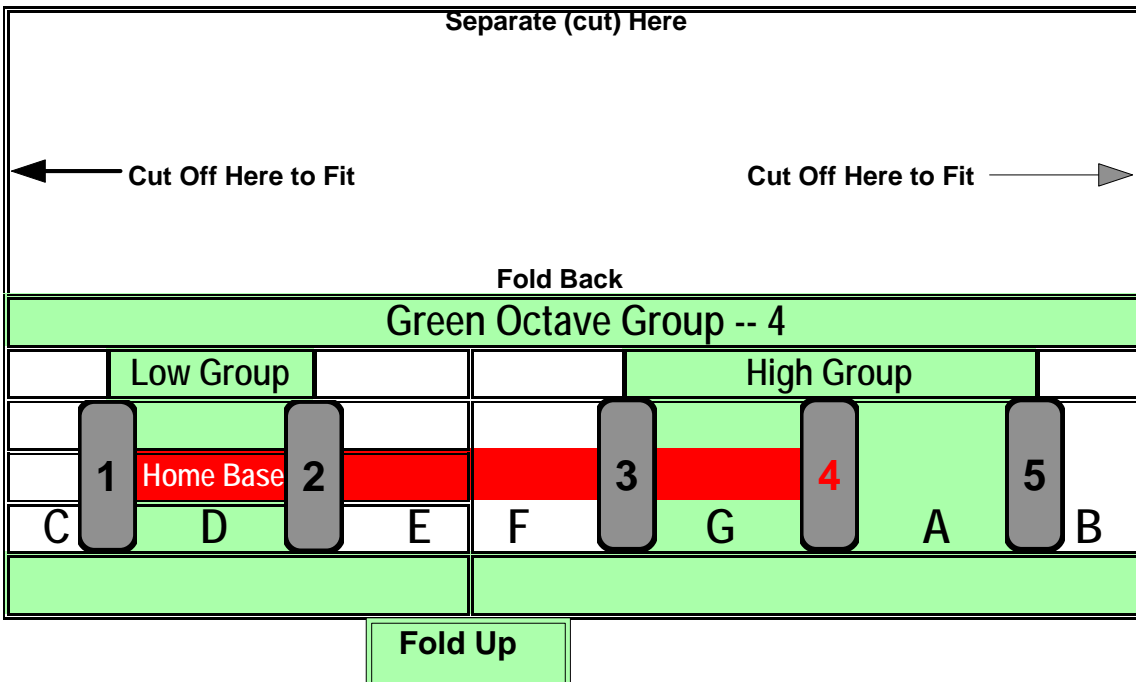 Separate (cut) Here
Cut Off Here to Fit
Cut Off Here to Fit
Fold Back
Green Octave Group -- 4
Low Group
High Group
1 Home Base 2 3 4 5
C D E F G A B
Fold Up